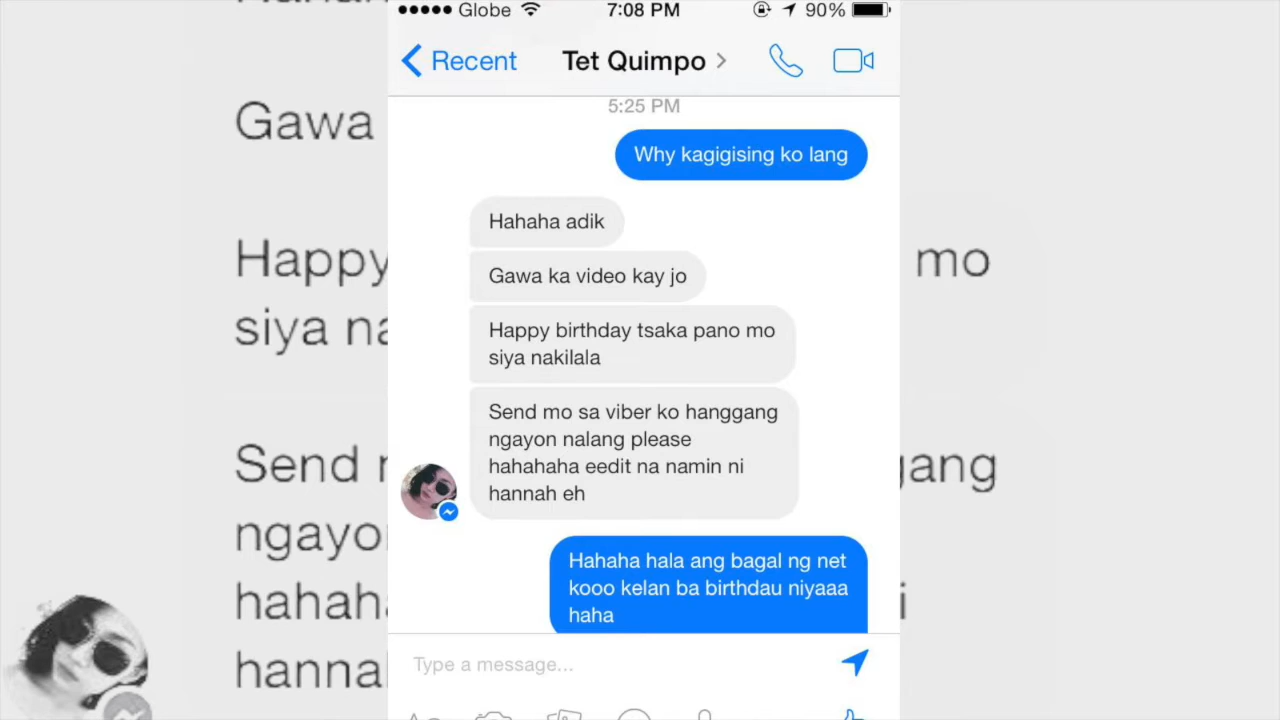 Globe
7:08 PM
90%
Recent
Tet Quimpo
5:25 PM
Why kagigising ko lang
Hahaha adik
Gawa ka video kay jo
Happy birthday tsaka pano mo
siya nakilala
Send mo sa viber ko hanggang
ngayon nalang please
hahahaha eedit na namin ni
hannah eh
Hahaha hala ang bagal ng net
kooo kelan ba birthdau niyaaa
haha
Type a message...
Gawa
Happy
mo
siya na
Send
gang
ngayo
hahah
i
hannal